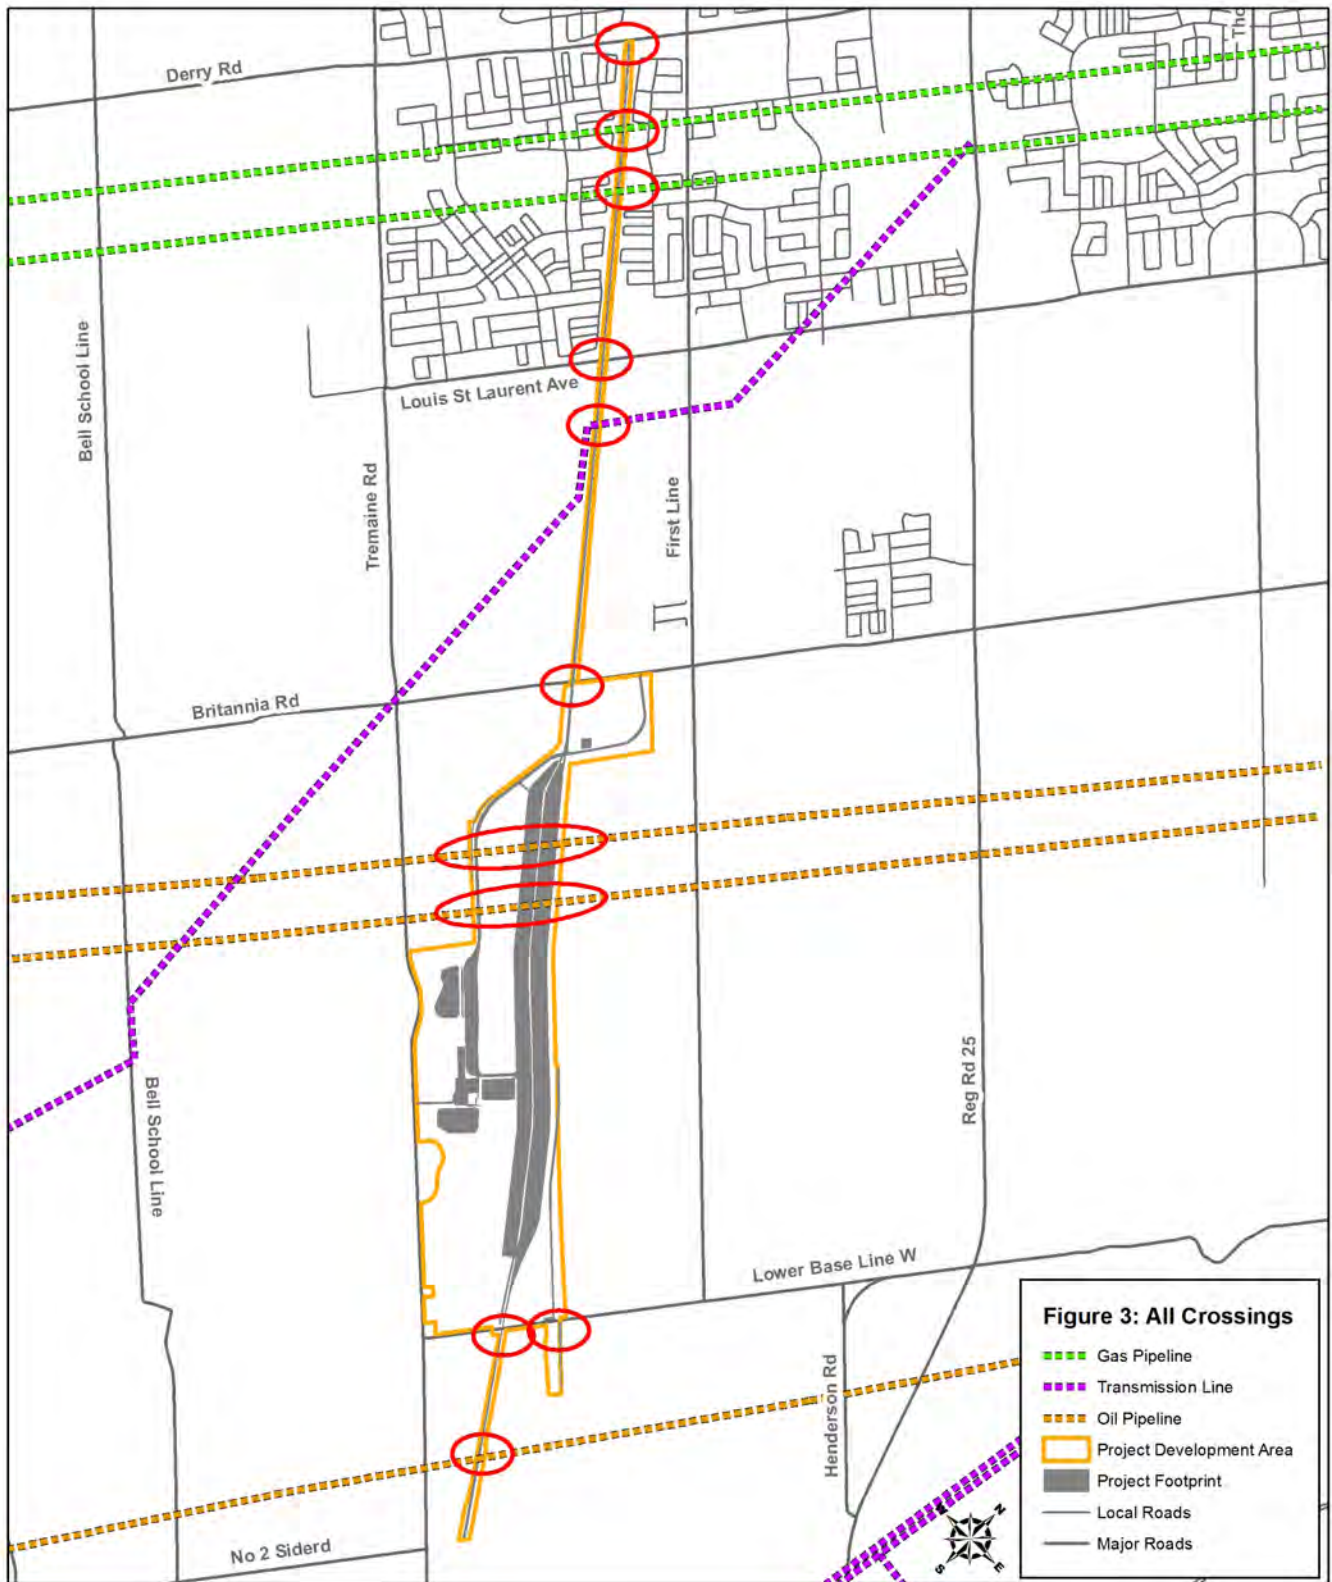 Tho
Derry Rd
Bell School Line
Louis St Laurent Ave
Tremaine Rd
First Line
Britannia Rd
Reg Rd 25
Bell School Line
Lower Base Line W
Henderson Rd
No 2 Siderd
Figure 3: All Crossings
Gas Pipeline
Transmission Line
Oil Pipeline
Project Development Area
Project Footprint
Local Roads
Major Roads
N
S
E